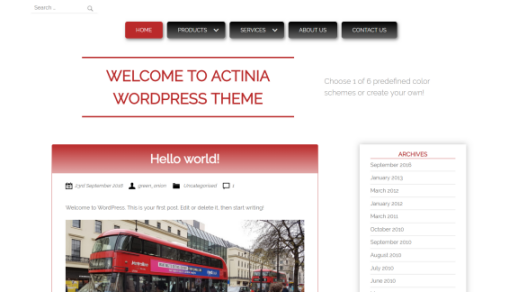 Search ...
HOME PRODUCTS SERVICES ABOUT US CONTACT US
WELCOME TO ACTINIA
WORDPRESS THEME
Choose 1 of 6 predefined color
schemes or create your own!
Hello world!
23rd September 2018 green_onion Uncategorised 1
Welcome to WordPress. This is your first post. Edit or delete it, then start writing!
ARCHIVES
September 2018
January 2013
March 2012
January 2012
March 2011
October 2010
September 2010
August 2010
July 2010
June 2010